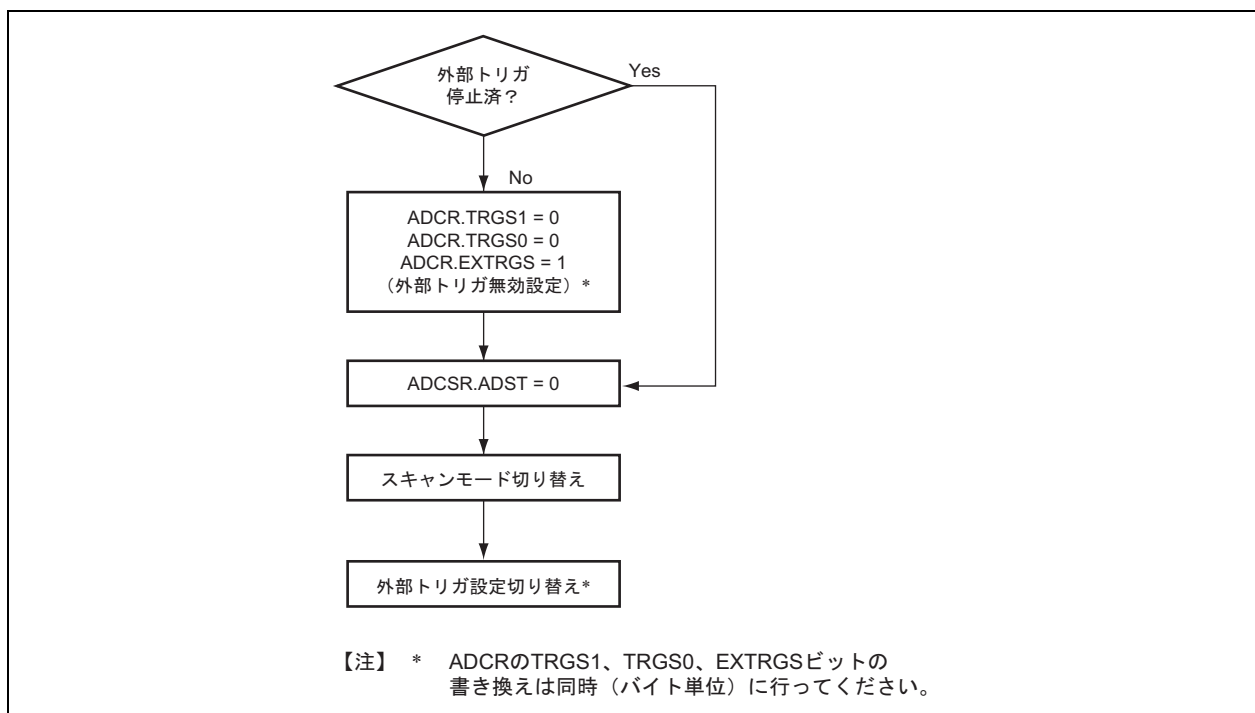 外部トリガ
停止済？
Yes
No
ADCR.TRGS1 = 0
ADCR.TRGS0 = 0
ADCR.EXTRGS = 1
（外部トリガ無効設定）*
ADCSR.ADST = 0
スキャンモード切り替え
外部トリガ設定切り替え*
【注】 * ADCRのTRGS1、TRGS0、EXTRGSビットの
書き換えは同時（バイト単位）に行ってください。